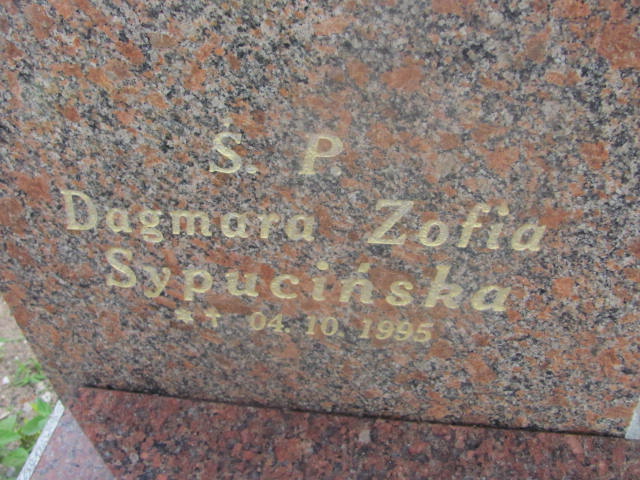 Ś. P.
Dagmara Zofia
Sypucińska
* † 04. 10. 1995